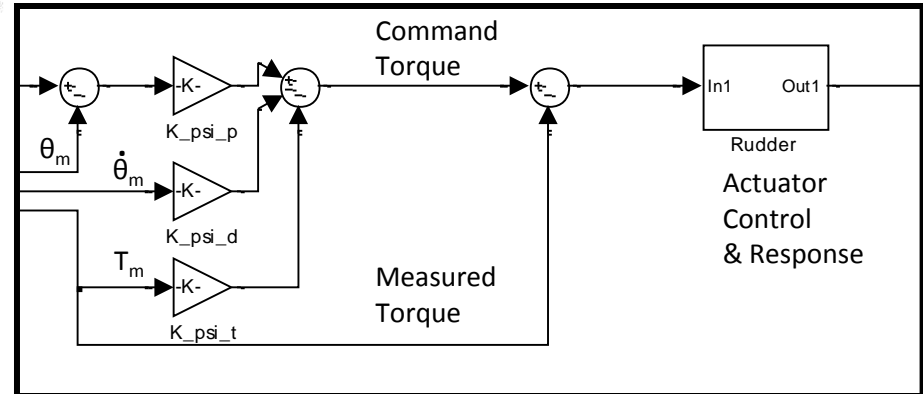 Command
Torque
-K-
K_psi_p
θm
θ̇m
-K-
K_psi_d
Tm
-K-
K_psi_t
Measured
Torque
In1 Out1
Rudder
Actuator
Control
& Response